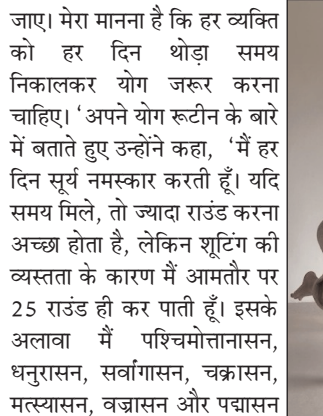 जाए। मेरा मानना है कि हर व्यक्ति
को हर दिन थोड़ा समय
निकालकर योग जरूर करना
चाहिए। ‘अपने योग रूटीन के बारे
में बताते हुए उन्होंने कहा, ‘मैं हर
दिन सूर्य नमस्कार करती हूँ। यदि
समय मिले, तो ज्यादा राउंड करना
अच्छा होता है, लेकिन शूटिंग की
व्यस्तता के कारण मैं आमतौर पर
25 राउंड ही कर पाती हूँ। इसके
अलावा मैं पश्चिमोत्तानासन,
धनुरासन, सर्वांगासन, चक्रासन,
मत्स्यासन, वज्रासन और पद्मासन